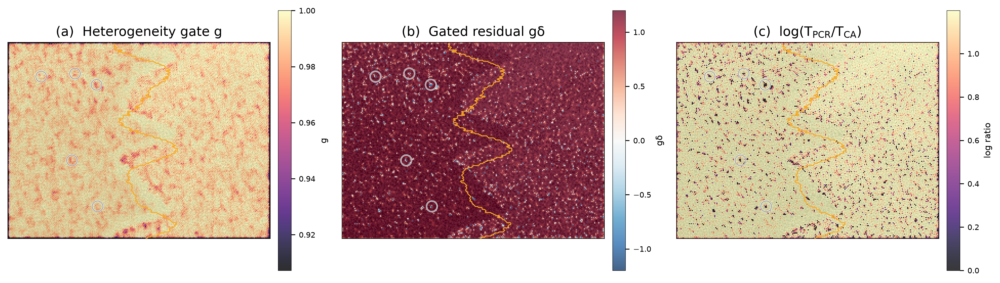 (a) Heterogeneity gate g
1.00
0.98
0.96
0.94
0.92
g
(b) Gated residual gδ
1.0
0.5
0.0
−0.5
−1.0
gδ
(c) log(T_PCR/T_CA)
1.0
0.8
0.6
0.4
0.2
0.0
log ratio